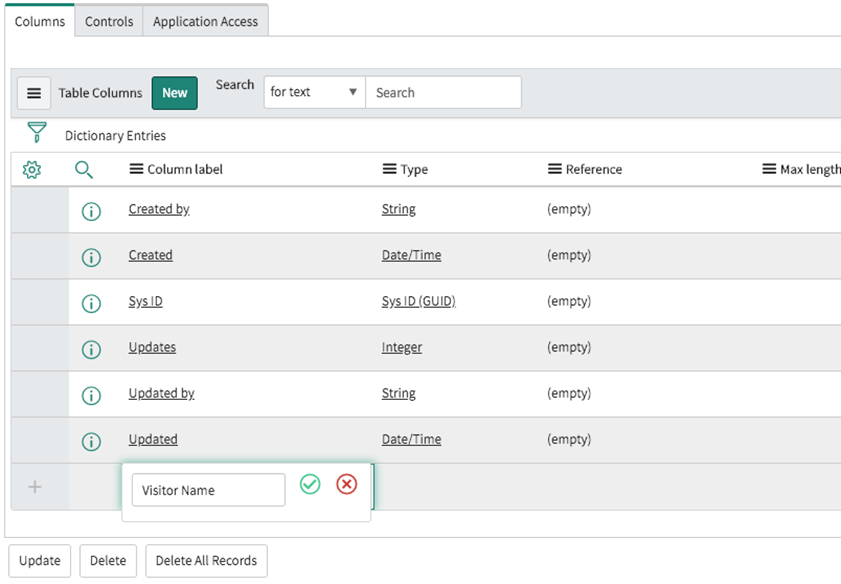 Columns Controls Application Access
Table Columns New Search for text Search
Dictionary Entries
Column label Type Reference Max length
Created by String (empty)
Created Date/Time (empty)
Sys ID Sys ID (GUID) (empty)
Updates Integer (empty)
Updated by String (empty)
Updated Date/Time (empty)
Visitor Name
Update Delete Delete All Records